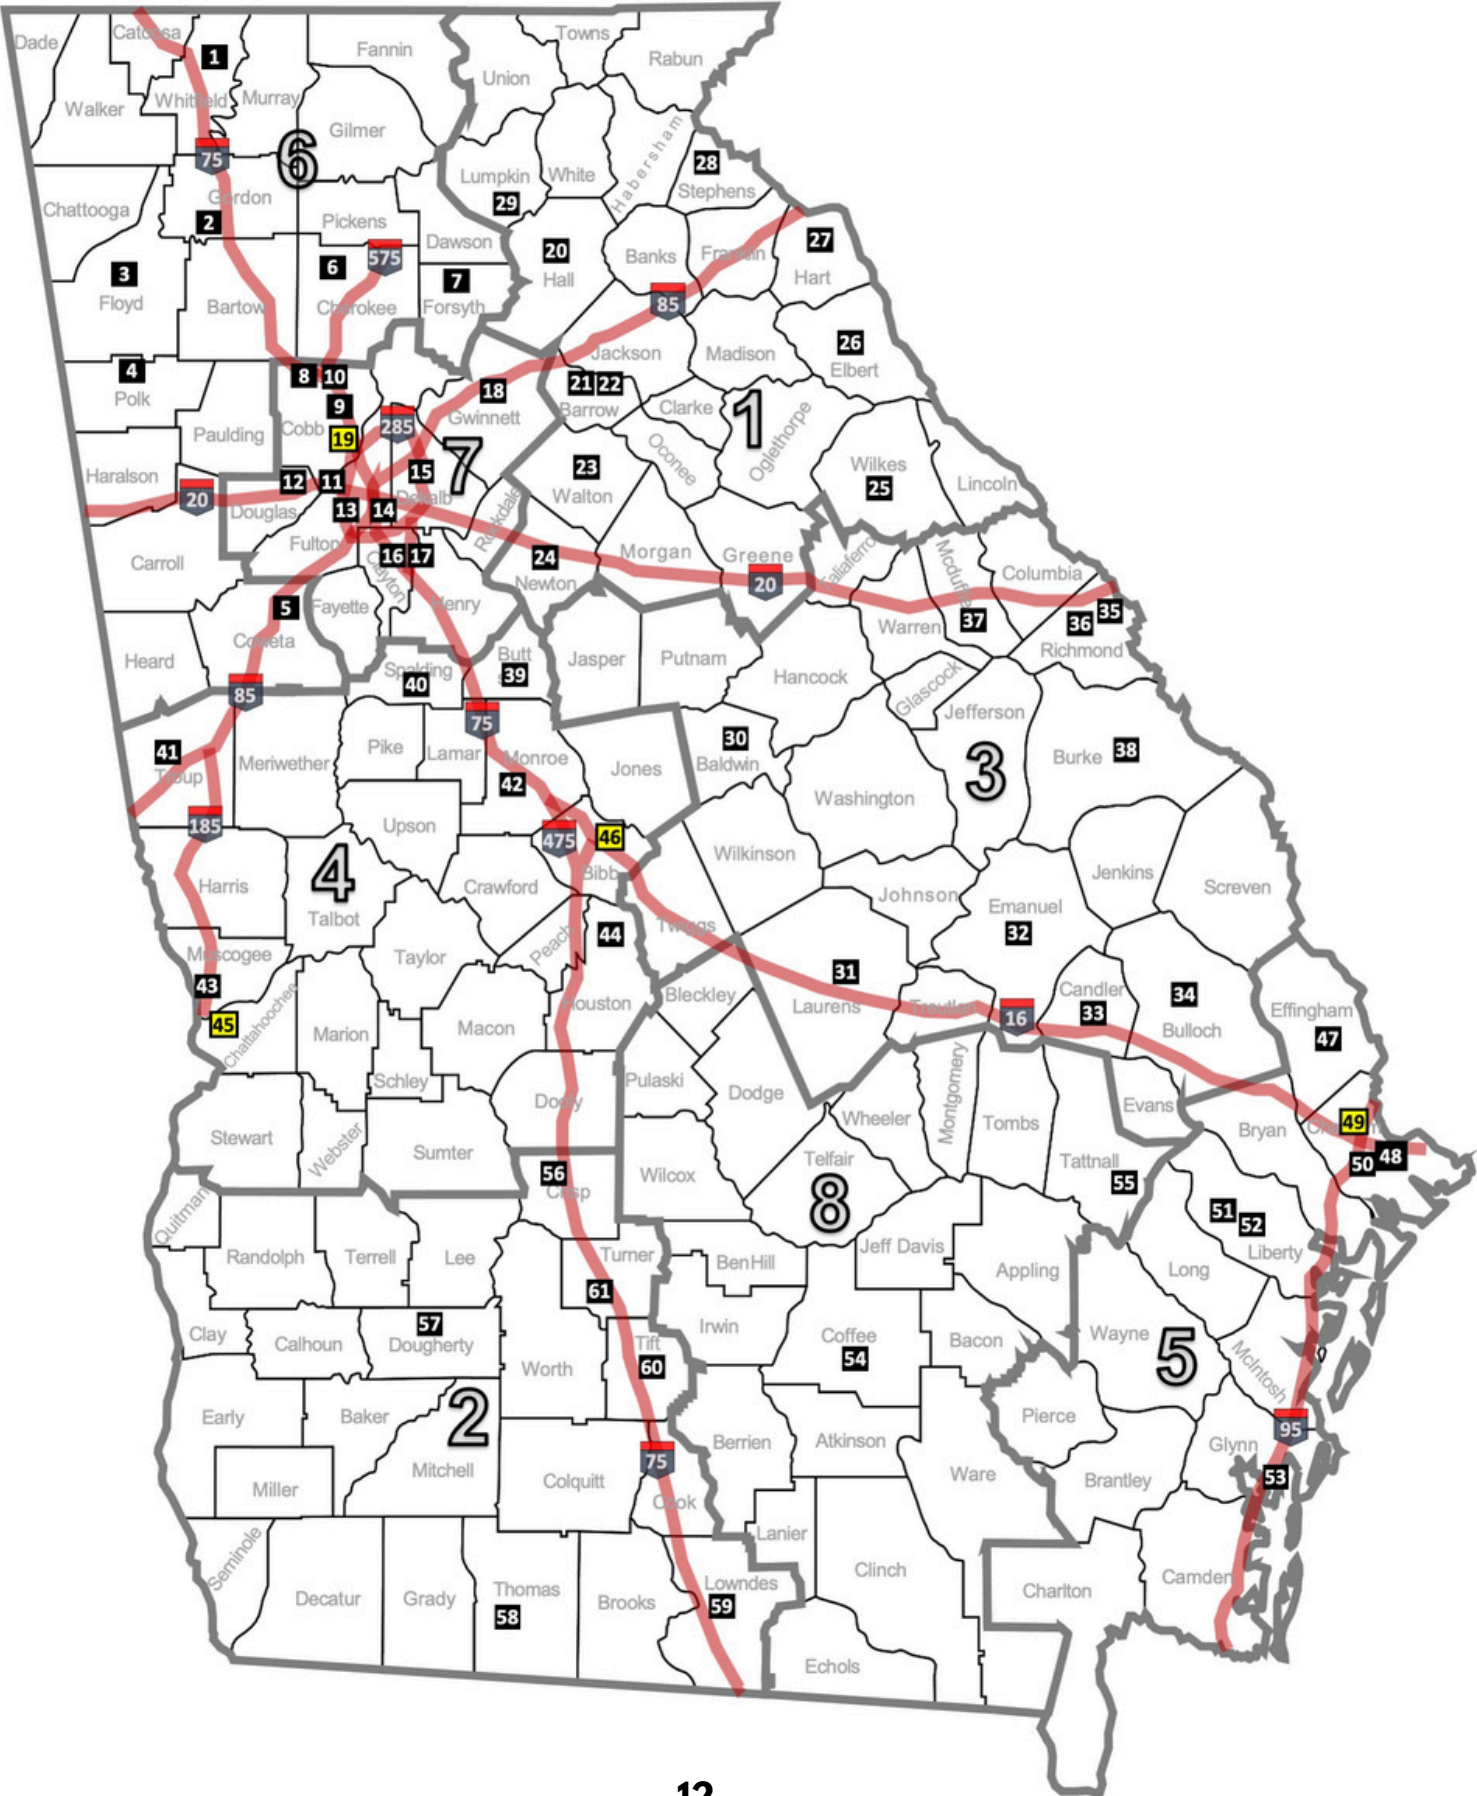 Dade
Catoosa
1
Fannin
Towns
Rabun
Union
Walker
Whitfield
Murray
Gilmer
75
6
Habersham
28
Stephens
Lumpkin
29
White
Chattooga
Gordon
2
Pickens
Dawson
20
Hall
Banks
Franklin
27
Hart
3
Floyd
Bartow
6
Cherokee
575
7
Forsyth
85
4
Polk
8
10
9
Cobb
19
285
18
Gwinnett
Jackson
21
22
Barrow
Madison
26
Elbert
Clarke
1
Oglethorpe
Oconee
Paulding
Haralson
20
12
11
Douglas
13
14
15
Dekalb
7
Rockdale
23
Walton
Wilkes
25
Lincoln
Carroll
Fulton
16
17
Clayton
Henry
24
Newton
Morgan
Greene
20
Taliaferro
Mcduffie
37
Columbia
35
36
Richmond
Warren
5
Coweta
Fayette
Heard
85
Spalding
40
Butt
s
39
Jasper
Putnam
Hancock
Glascock
Jefferson
75
41
Troup
Meriwether
Pike
Lamar
Monroe
42
Jones
30
Baldwin
3
Burke
38
185
Upson
475
46
Bibb
Washington
Wilkinson
Harris
4
Talbot
Crawford
Johnson
Jenkins
Screven
Emanuel
32
Muscogee
43
45
Chattahoochee
Taylor
Peach
44
Houston
Twiggs
31
Laurens
Treutlen
16
Candler
33
34
Bulloch
Effingham
47
Marion
Macon
Bleckley
Schley
Dooly
Pulaski
Dodge
Wheeler
Montgomery
Tombs
Evans
Bryan
49
50
48
Stewart
Webster
Sumter
56
Crisp
Wilcox
Telfair
8
Tattnall
55
51
52
Liberty
Quitman
Randolph
Terrell
Lee
Turner
61
Ben Hill
Jeff Davis
Appling
Long
Clay
Calhoun
57
Dougherty
Worth
Tift
60
Irwin
Coffee
54
Bacon
Wayne
5
McIntosh
Early
Baker
2
Mitchell
Miller
Colquitt
75
Cook
Berrien
Atkinson
Ware
Pierce
Brantley
95
Glynn
53
Seminole
Decatur
Grady
Thomas
58
Brooks
Lowndes
59
Lanier
Clinch
Echols
Charlton
Camden
12